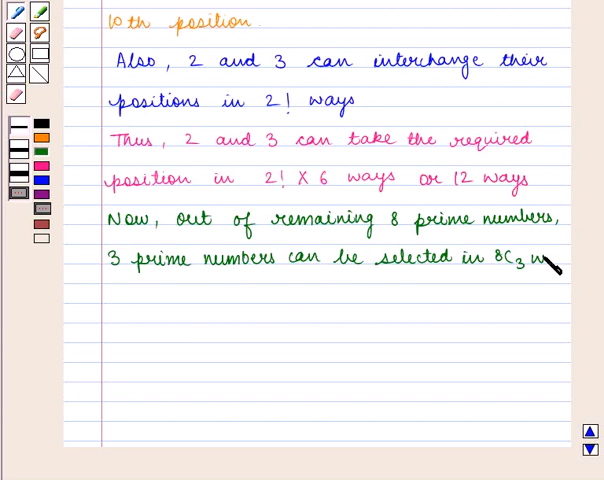 10th position.
Also, 2 and 3 can interchange their
positions in 2! ways
Thus, 2 and 3 can take the required
position in 2! X 6 ways or 12 ways
Now, out of remaining 8 prime numbers,
3 prime numbers can be selected in 8C3 w